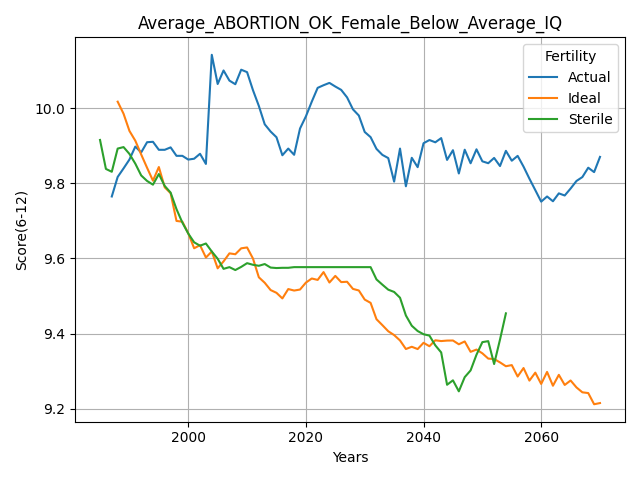 Average_ABORTION_OK_Female_Below_Average_IQ
Fertility
Actual
Ideal
Sterile
Score(6-12)
10.0
9.8
9.6
9.4
9.2
2000
2020
2040
2060
Years